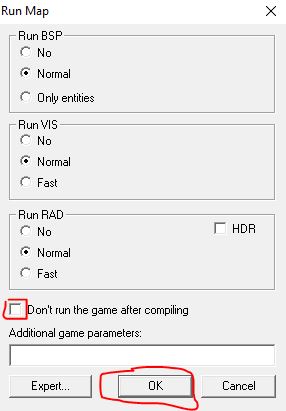 Run Map
Run BSP
No
Normal
Only entities
Run VIS
No
Normal
Fast
Run RAD
No
HDR
Normal
Fast
Don't run the game after compiling
Additional game parameters:
Expert...
OK
Cancel